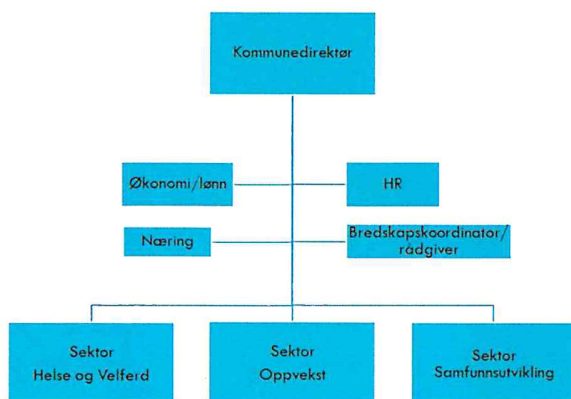 Kommunedirektør
Økonomi/lønn
HR
Næring
Bredskapskoordinator/
rådgiver
Sektor
Helse og Velferd
Sektor
Oppvekst
Sektor
Samfunnsutvikling